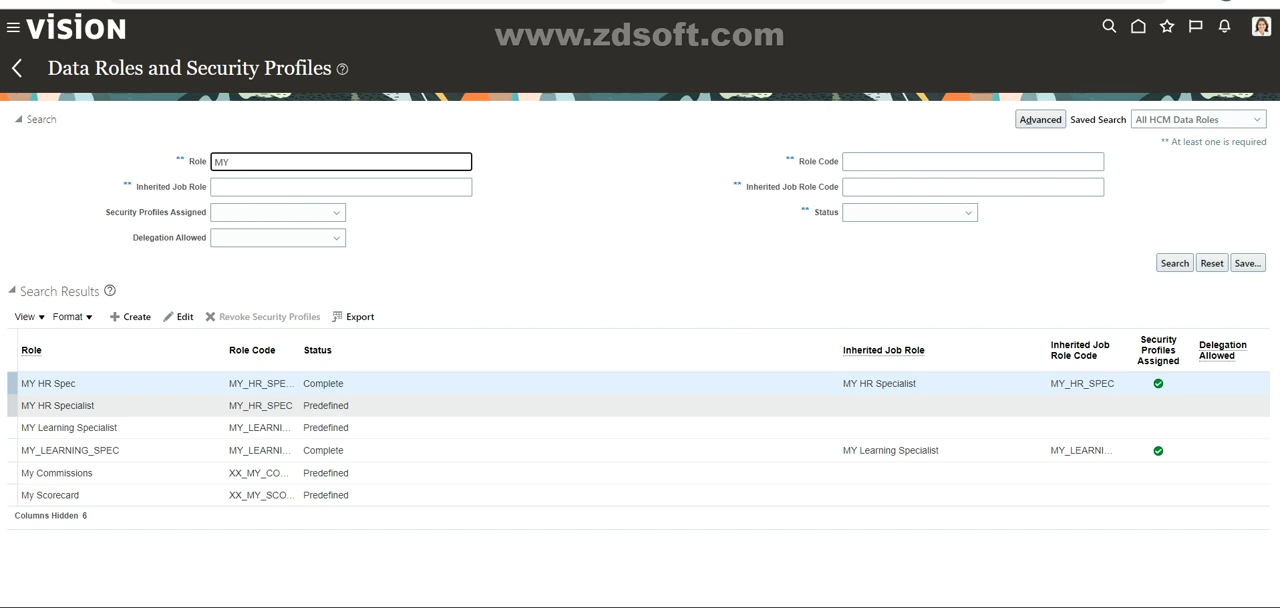 VISION
www.zdsoft.com
Data Roles and Security Profiles
Search
Advanced Saved Search All HCM Data Roles
** At least one is required
** Role MY
** Role Code
** Inherited Job Role
** Inherited Job Role Code
Security Profiles Assigned
** Status
Delegation Allowed
Search Reset Save...
Search Results
View Format Create Edit Revoke Security Profiles Export
Role Role Code Status Inherited Job Role Inherited Job Role Code Security Profiles Assigned Delegation Allowed
MY HR Spec MY_HR_SPE... Complete MY HR Specialist MY_HR_SPEC
MY HR Specialist MY_HR_SPEC Predefined
MY Learning Specialist MY_LEARNI... Predefined
MY_LEARNING_SPEC MY_LEARNI... Complete MY Learning Specialist MY_LEARNI...
My Commissions XX_MY_CO... Predefined
My Scorecard XX_MY_SCO... Predefined
Columns Hidden 6